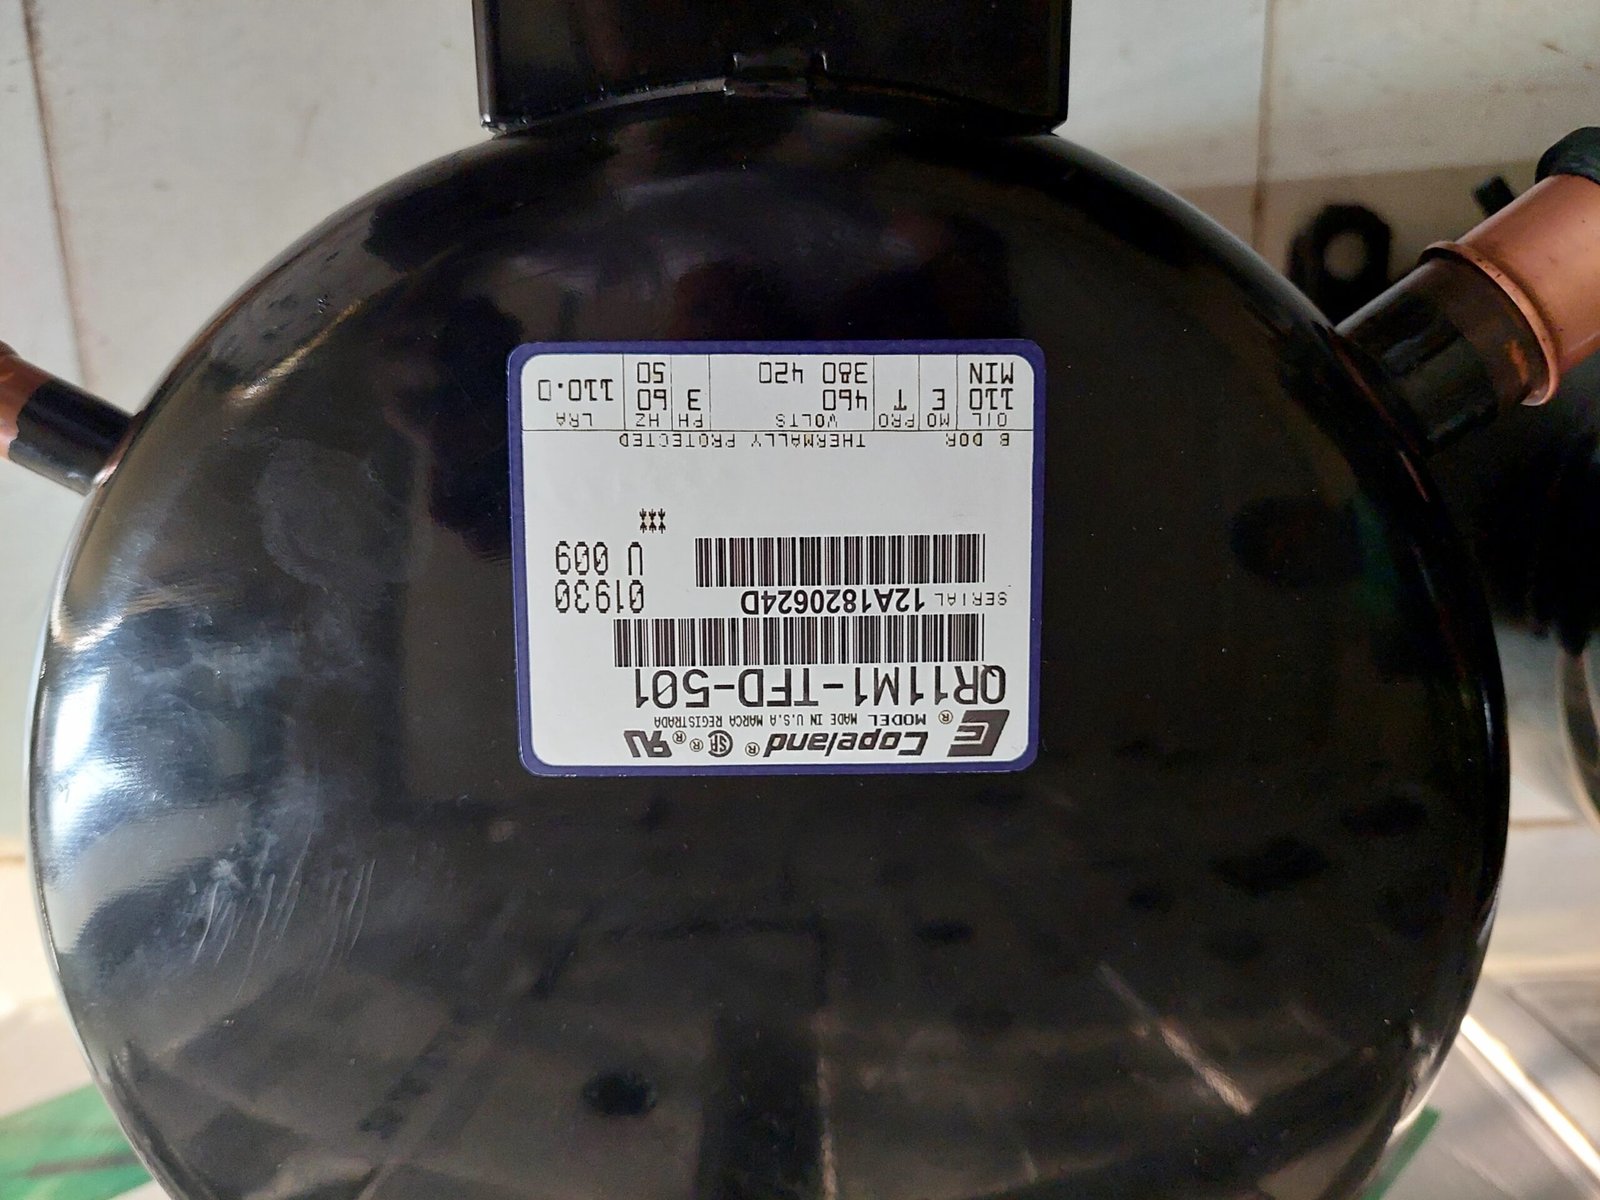 Copeland® ® ®
® MODEL MADE IN U.S.A MARCA REGISTRADA
QR11M1-TFD-501
SERIAL 12A1820624D
01930
U 009
B DOR THERMALLY PROTECTED
OIL MO PRO VOLTS PH HZ LRA
110 E T 460 3 60 110.0
MIN 380 420 50